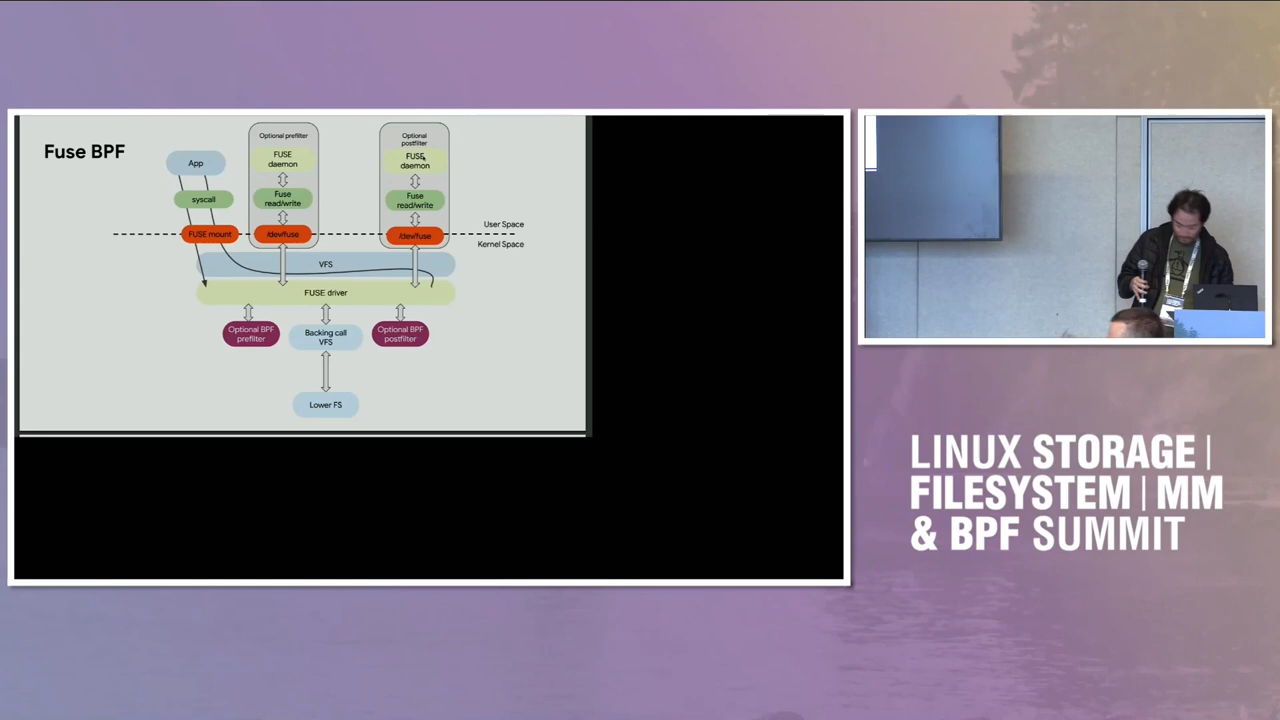 Fuse BPF
App
syscall
FUSE mount
Optional prefilter
FUSE
daemon
Fuse
read/write
/dev/fuse
Optional
postfilter
FUSE
daemon
Fuse
read/write
/dev/fuse
User Space
Kernel Space
VFS
FUSE driver
Optional BPF
prefilter
Backing call
VFS
Optional BPF
postfilter
Lower FS
LINUX STORAGE |
FILESYSTEM | MM
& BPF SUMMIT